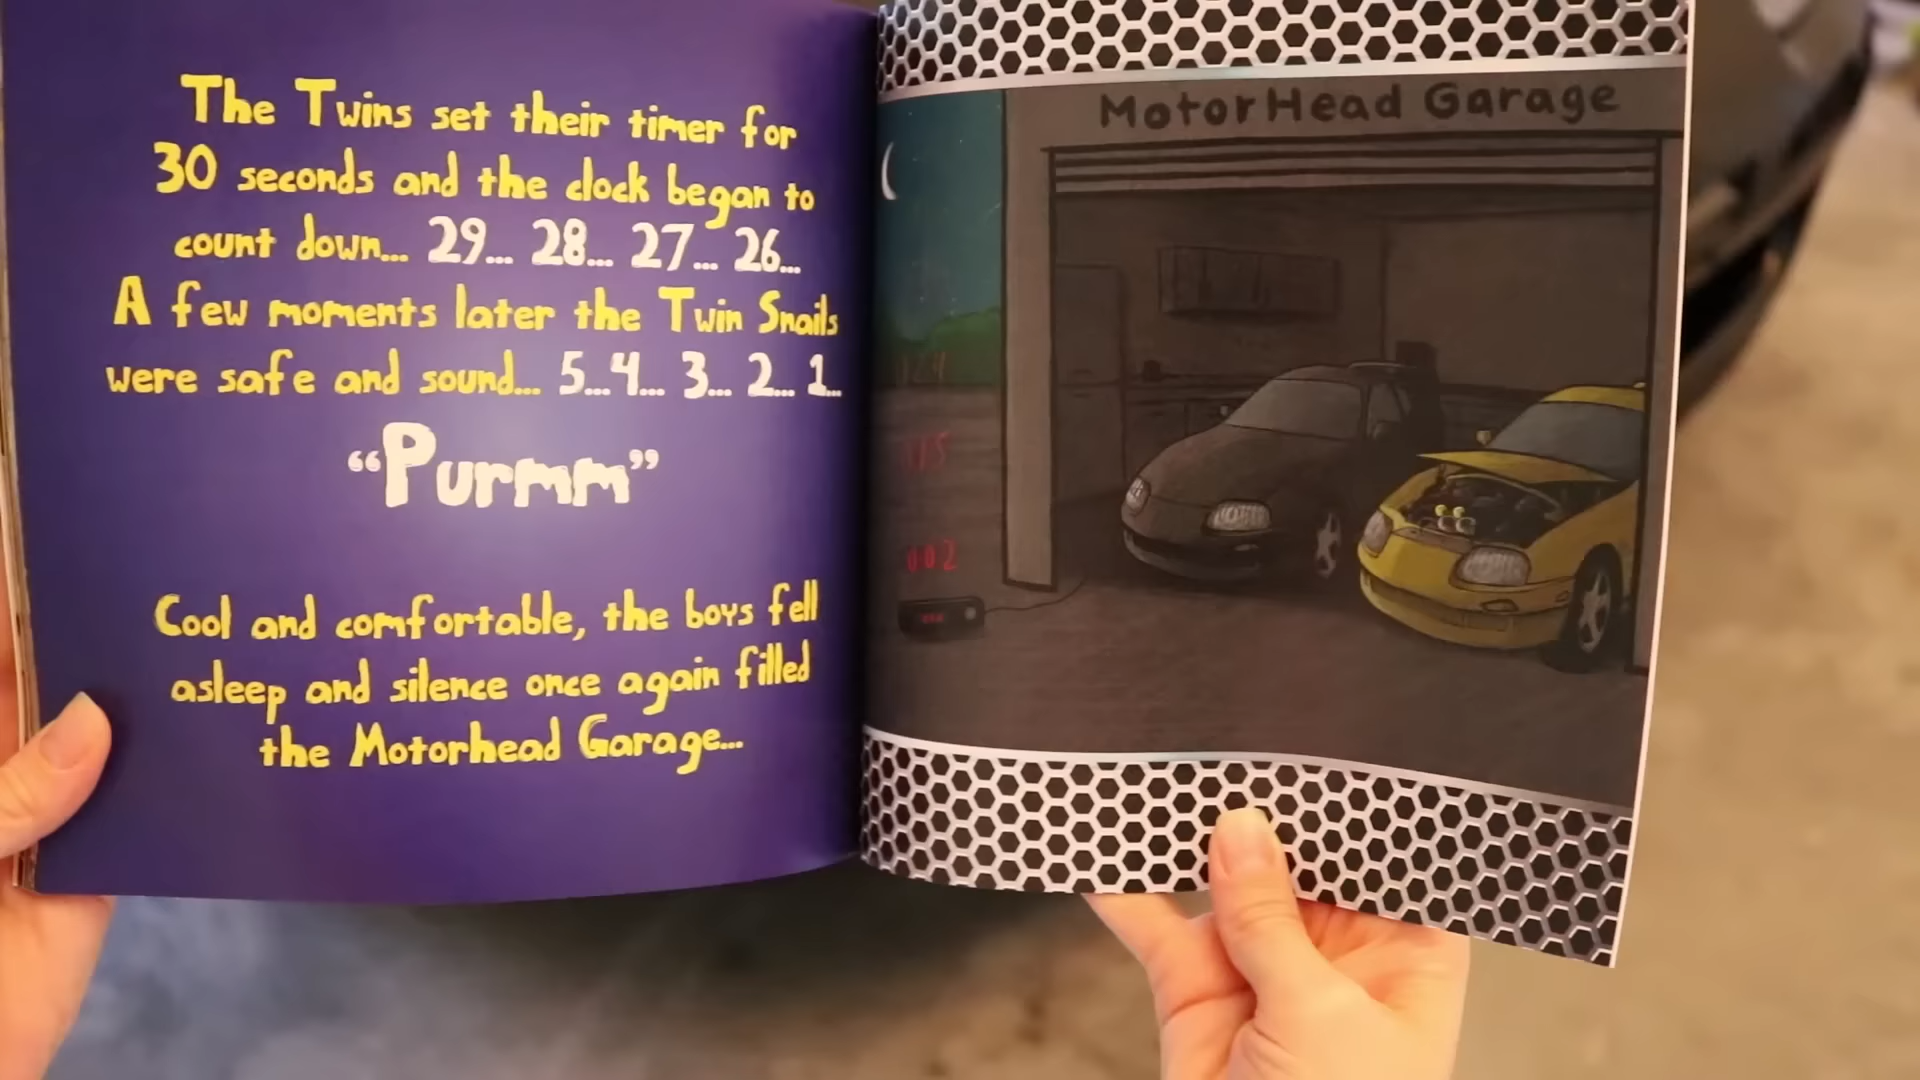 The Twins set their timer for
30 seconds and the clock began to
count down... 29... 28... 27... 26...
A few moments later the Twin Snails
were safe and sound... 5...4... 3... 2... 1...
"Purmm"
Cool and comfortable, the boys fell
asleep and silence once again filled
the Motorhead Garage...
MotorHead Garage
002